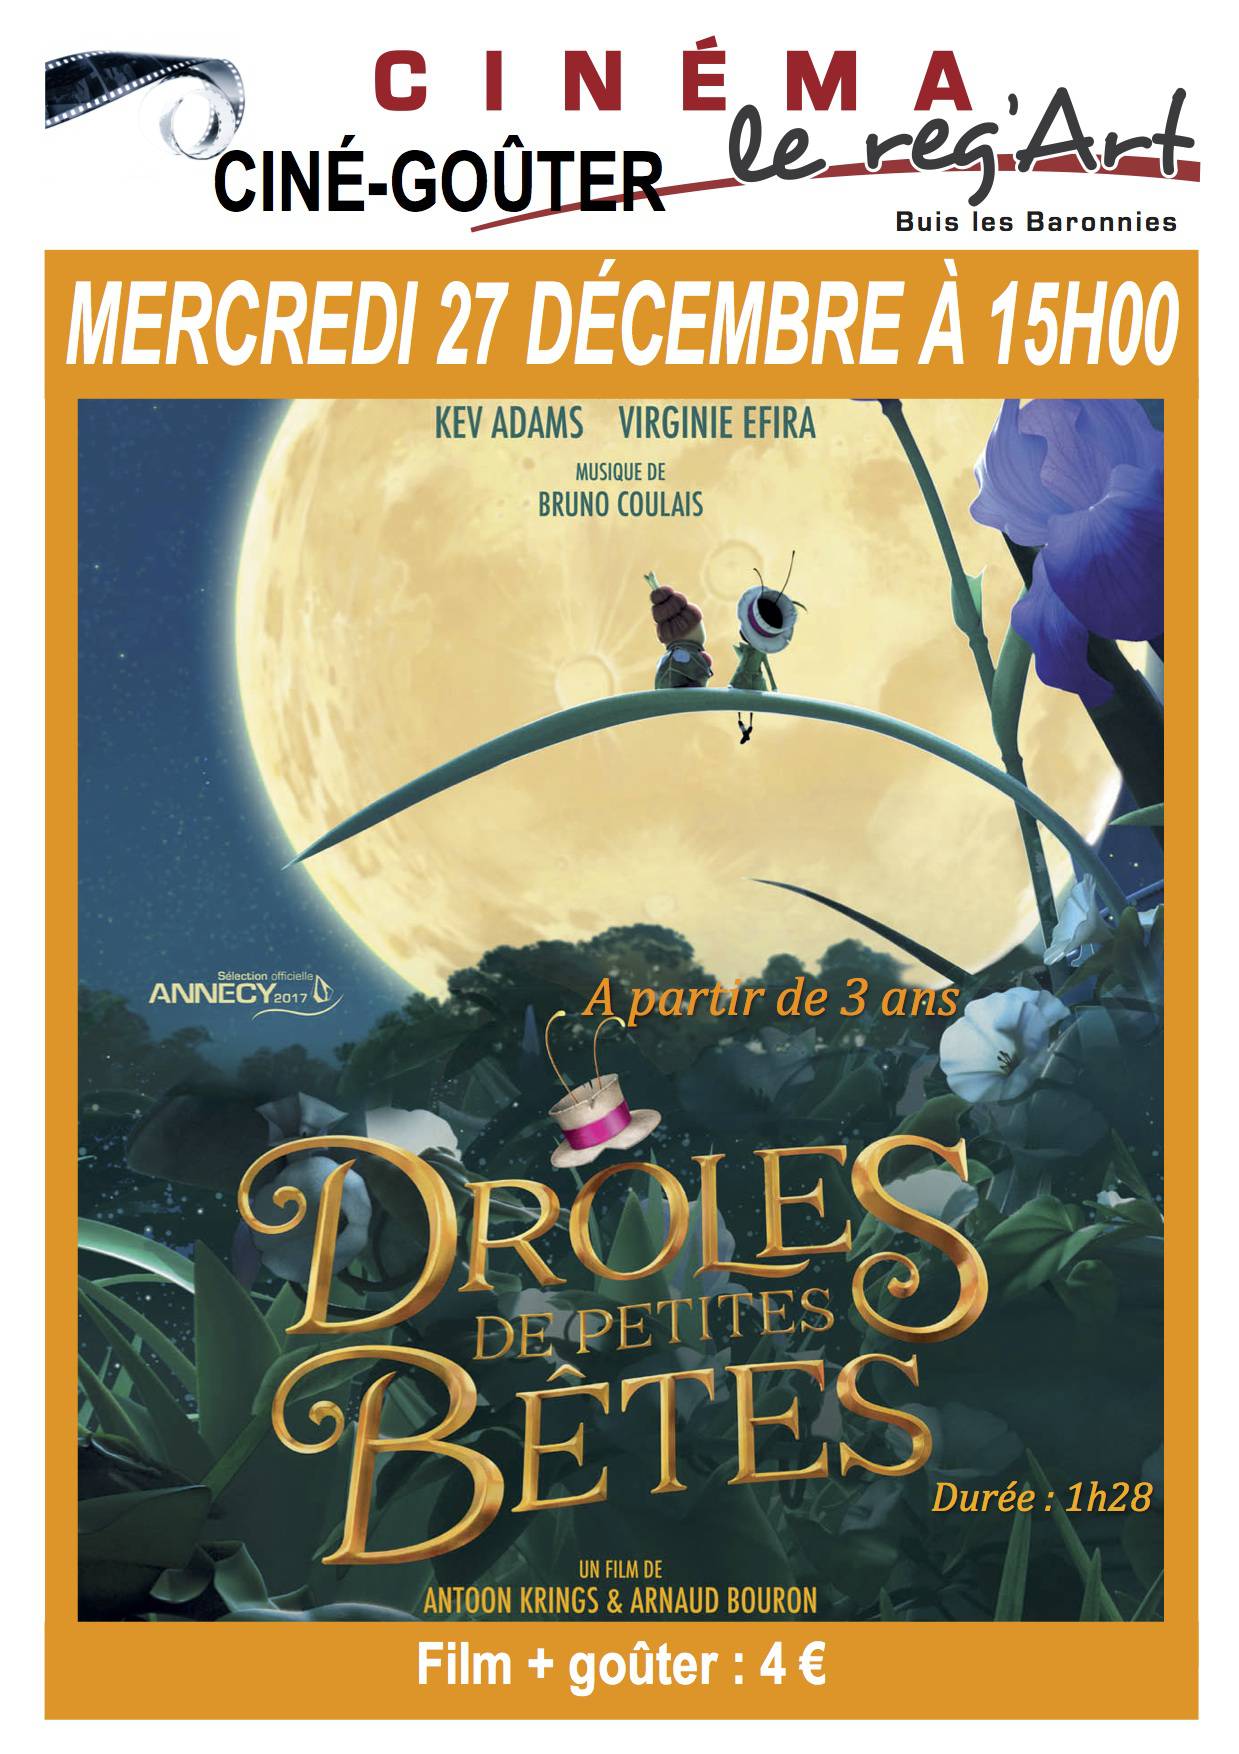 CINÉMA
le reg'Art
CINÉ-GOÛTER
Buis les Baronnies
MERCREDI 27 DÉCEMBRE À 15H00
KEV ADAMS VIRGINIE EFIRA
MUSIQUE DE
BRUNO COULAIS
Sélection officielle
ANNECY 2017
A partir de 3 ans
DROLES
DE PETITES
BÊTES
Durée : 1h28
UN FILM DE
ANTOON KRINGS & ARNAUD BOURON
Film + goûter : 4 €